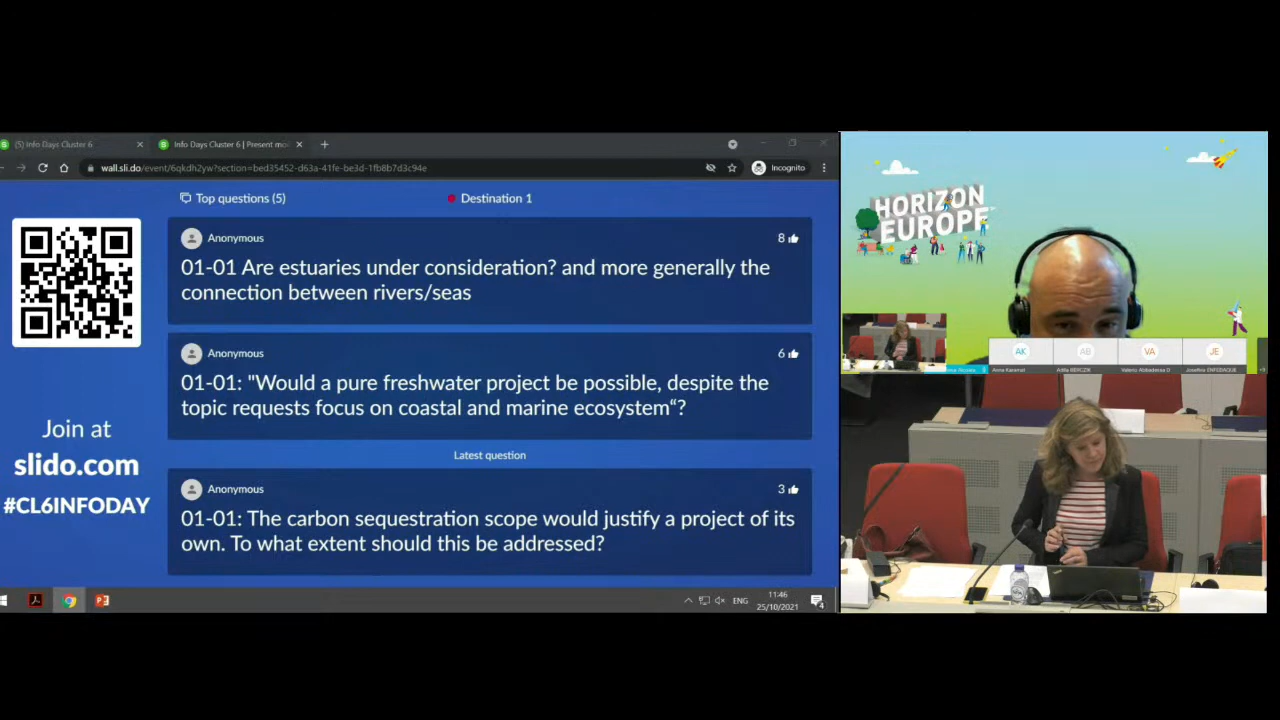 (5) Info Days Cluster 6
Info Days Cluster 6 | Present mo
wall.sli.do/event/6qkdh2yw?section=bed35452-d63a-41fe-be3d-1fb8b7d3c94e
Incognito
Top questions (5)
Destination 1
Anonymous
8
01-01 Are estuaries under consideration? and more generally the
connection between rivers/seas
Anonymous
6
01-01: "Would a pure freshwater project be possible, despite the
topic requests focus on coastal and marine ecosystem“?
Latest question
Anonymous
3
01-01: The carbon sequestration scope would justify a project of its
own. To what extent should this be addressed?
Join at
slido.com
#CL6INFODAY
ENG
11:46
25/10/2021
HORIZON
EUROPE
AK
AB
VA
JE